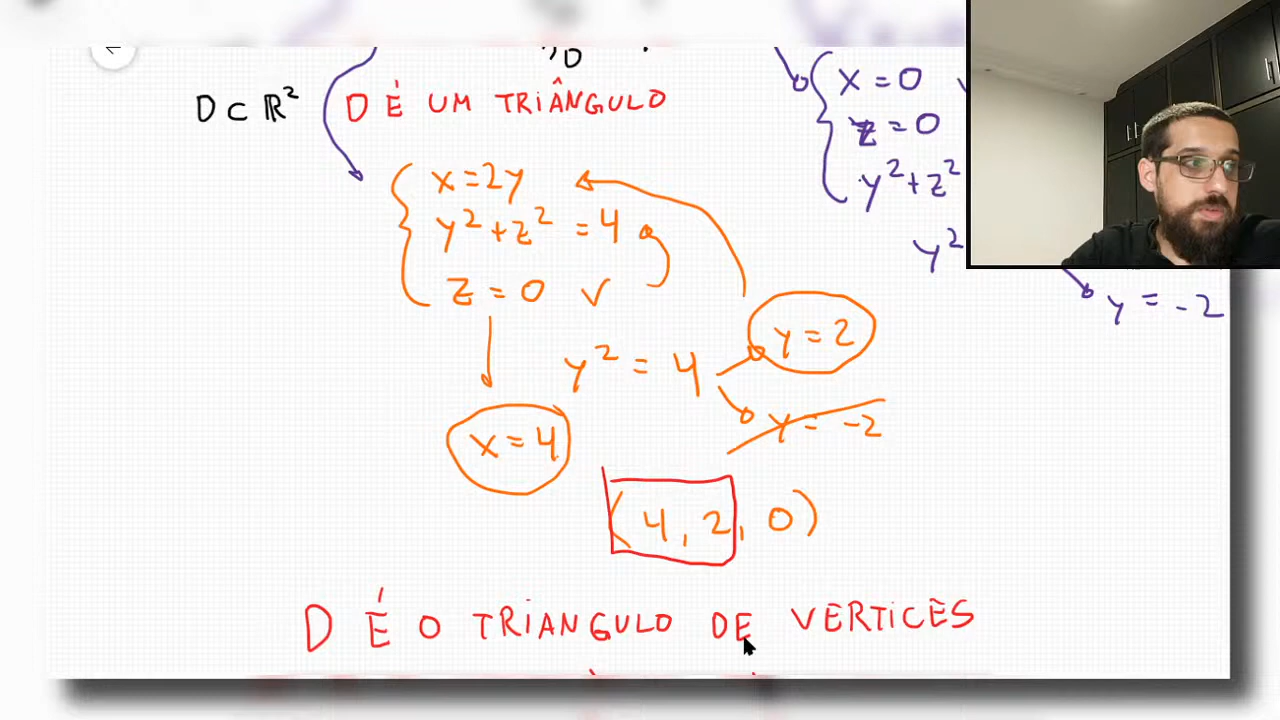 D ⊂ ℝ² D É UM TRIÂNGULO
x = 2y
y² + z² = 4
z = 0 √
y² = 4
y = 2
y = -2
x = 4
(4, 2, 0)
D É O TRIANGULO DE VERTICES
x = 0 √
z = 0
y² + z²
y²
y = -2